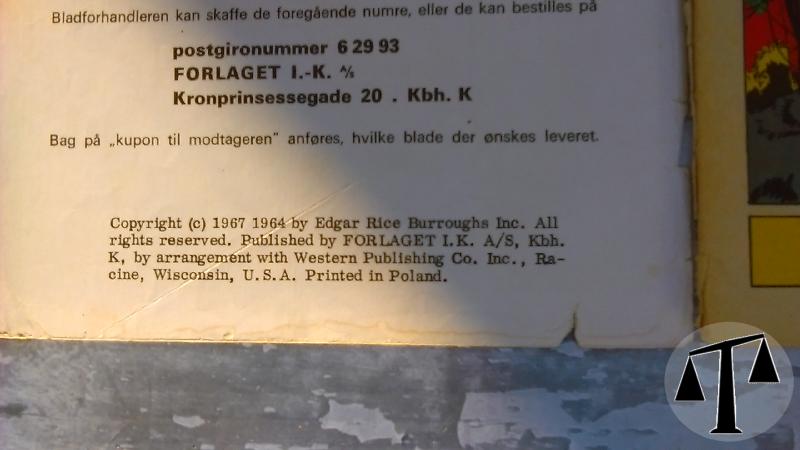 Bladforhandleren kan skaffe de foregående numre, eller de kan bestilles på
postgironummer 6 29 93
FORLAGET I.-K. A/S
Kronprinsessegade 20 . Kbh. K
Bag på „kupon til modtageren” anføres, hvilke blade der ønskes leveret.
Copyright (c) 1967 1964 by Edgar Rice Burroughs Inc. All
rights reserved. Published by FORLAGET I.K. A/S, Kbh.
K, by arrangement with Western Publishing Co. Inc., Ra-
cine, Wisconsin, U.S.A. Printed in Poland.